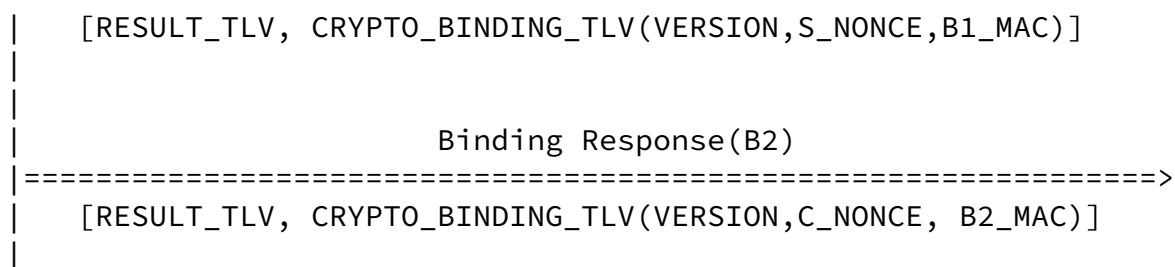 |    [RESULT_TLV, CRYPTO_BINDING_TLV(VERSION,S_NONCE,B1_MAC)]
|
|
|                       Binding Response(B2)
|===============================================================>
|    [RESULT_TLV, CRYPTO_BINDING_TLV(VERSION,C_NONCE, B2_MAC)]
|